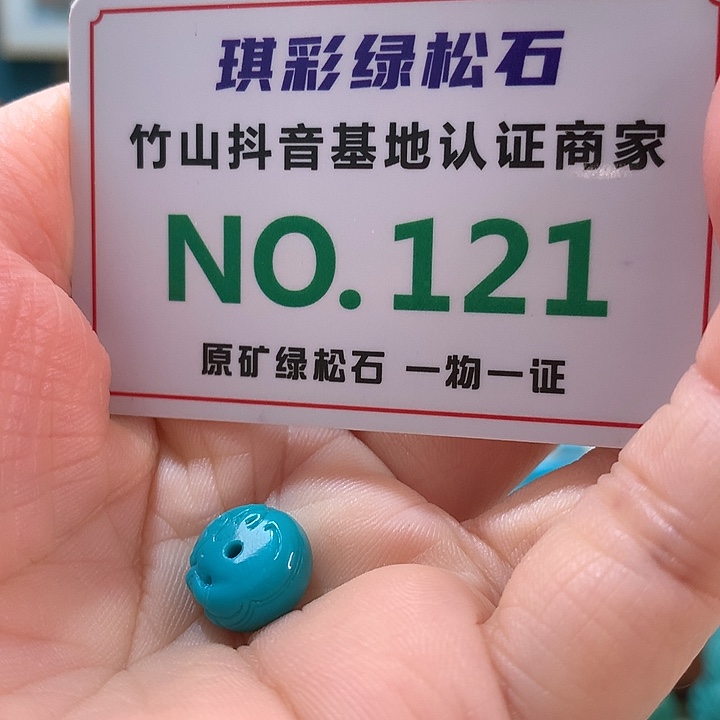 琪彩绿松石
竹山抖音基地认证商家
NO.121
原矿绿松石 一物一证